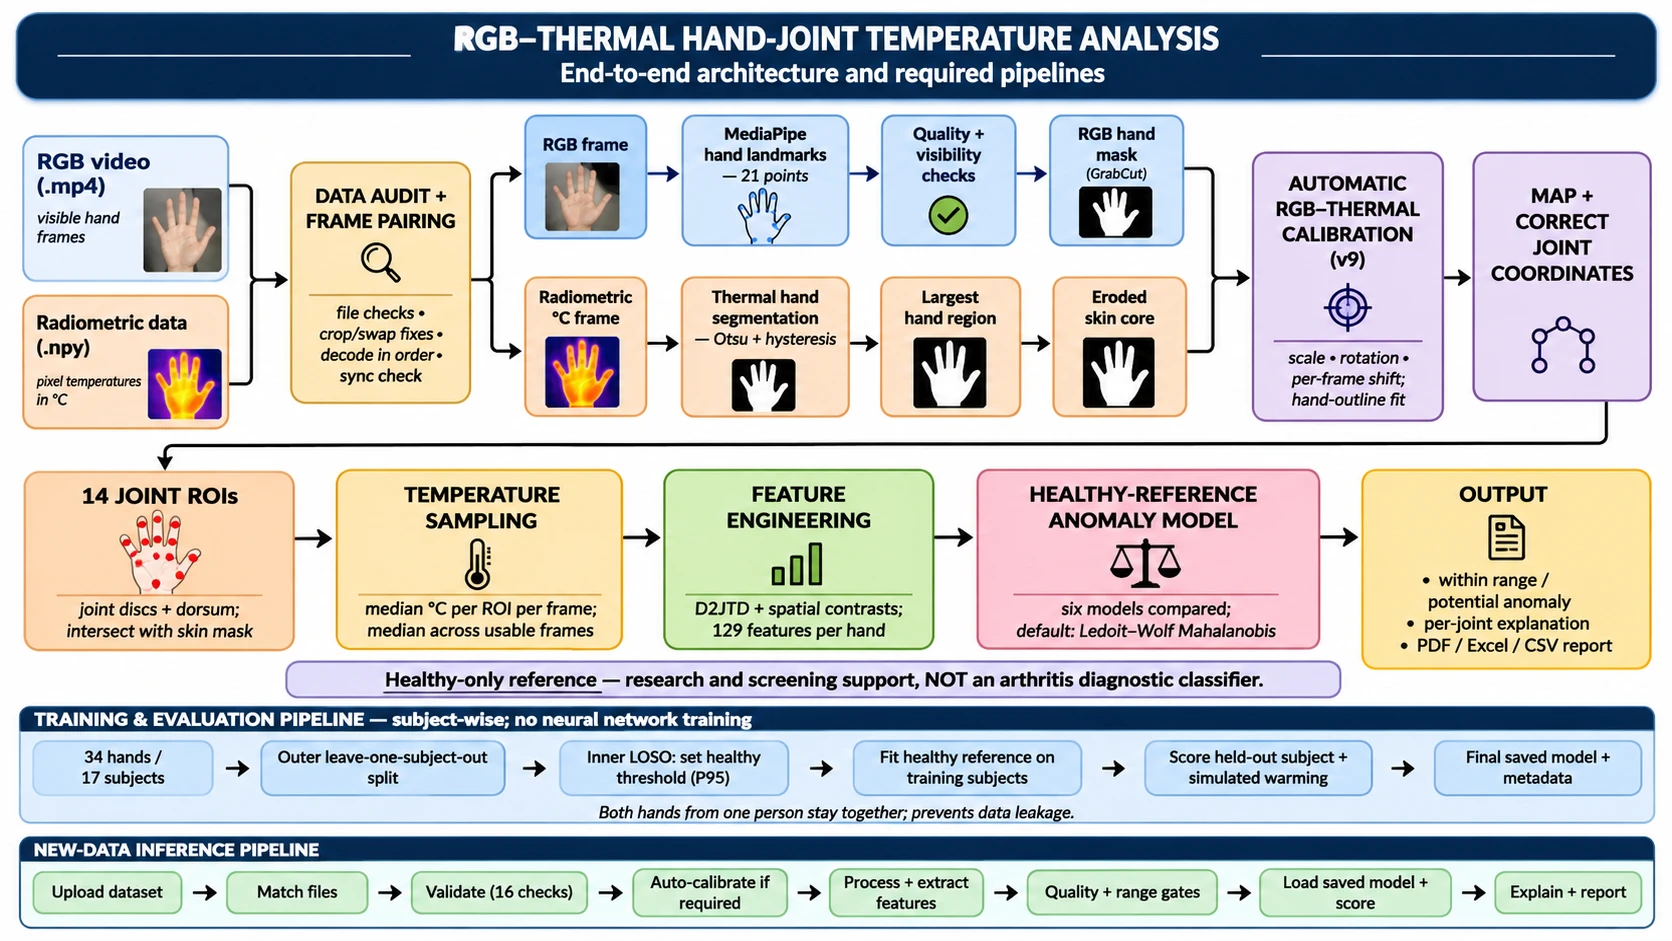 RGB–THERMAL HAND-JOINT TEMPERATURE ANALYSIS
End-to-end architecture and required pipelines
RGB video
(.mp4)
visible hand
frames
Radiometric data
(.npy)
pixel temperatures
in °C
DATA AUDIT +
FRAME PAIRING
file checks •
crop/swap fixes •
decode in order •
sync check
RGB frame
MediaPipe
hand landmarks
— 21 points
Quality +
visibility
checks
RGB hand
mask
(GrabCut)
Radiometric
°C frame
Thermal hand
segmentation
— Otsu + hysteresis
Largest
hand region
Eroded
skin core
AUTOMATIC
RGB–THERMAL
CALIBRATION
(v9)
scale • rotation •
per-frame shift;
hand-outline fit
MAP +
CORRECT
JOINT
COORDINATES
14 JOINT ROIs
joint discs + dorsum;
intersect with skin mask
TEMPERATURE
SAMPLING
median °C per ROI per frame;
median across usable frames
FEATURE
ENGINEERING
D2JTD + spatial contrasts;
129 features per hand
HEALTHY-REFERENCE
ANOMALY MODEL
six models compared;
default: Ledoit–Wolf Mahalanobis
OUTPUT
• within range /
potential anomaly
• per-joint explanation
• PDF / Excel / CSV report
Healthy-only reference — research and screening support, NOT an arthritis diagnostic classifier.
TRAINING & EVALUATION PIPELINE — subject-wise; no neural network training
34 hands /
17 subjects
Outer leave-one-subject-out
split
Inner LOSO: set healthy
threshold (P95)
Fit healthy reference on
training subjects
Score held-out subject +
simulated warming
Final saved model +
metadata
Both hands from one person stay together; prevents data leakage.
NEW-DATA INFERENCE PIPELINE
Upload dataset
Match files
Validate (16 checks)
Auto-calibrate if
required
Process + extract
features
Quality + range gates
Load saved model +
score
Explain + report